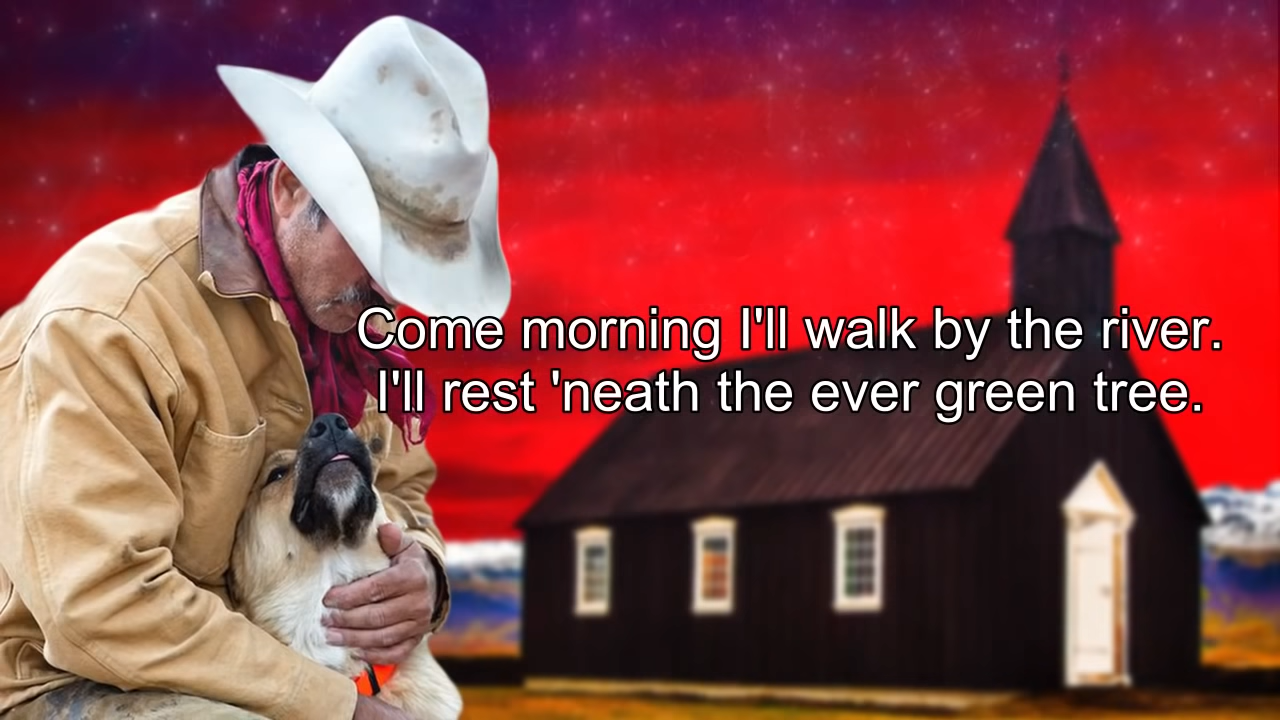 Come morning I'll walk by the river.
I'll rest 'neath the ever green tree.